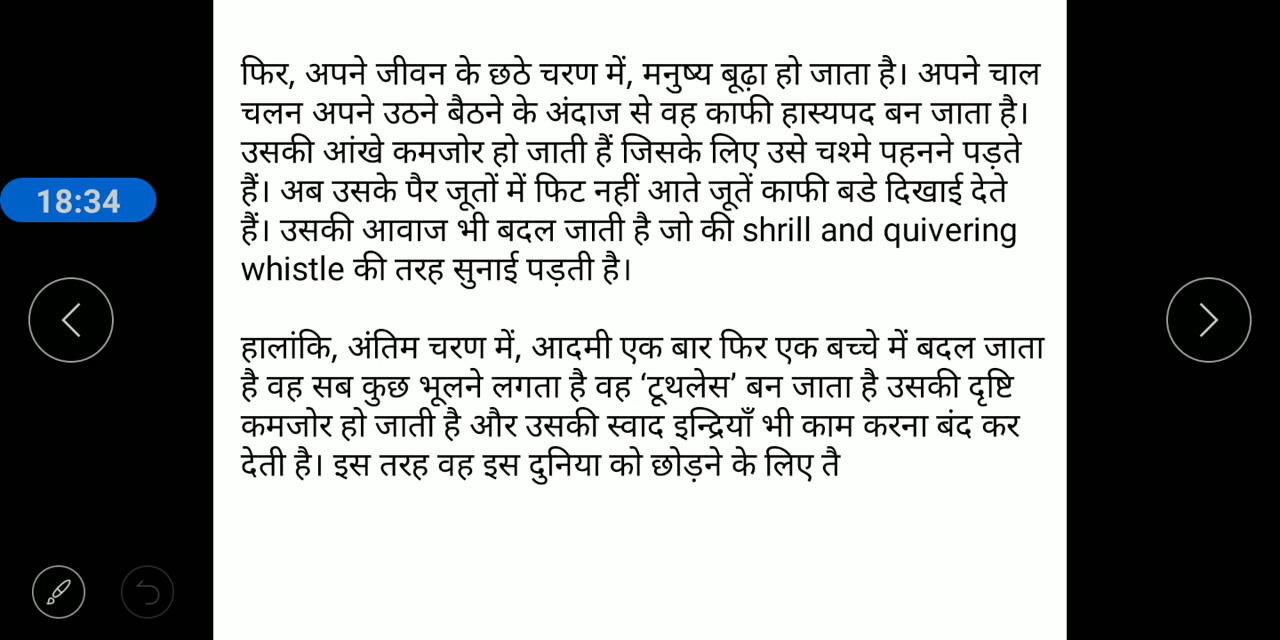 फिर, अपने जीवन के छठे चरण में, मनुष्य बूढ़ा हो जाता है। अपने चाल
चलन अपने उठने बैठने के अंदाज से वह काफी हास्यपद बन जाता है।
उसकी आंखे कमजोर हो जाती हैं जिसके लिए उसे चश्मे पहनने पड़ते
हैं। अब उसके पैर जूतों में फिट नहीं आते जूतें काफी बडे दिखाई देते
हैं। उसकी आवाज भी बदल जाती है जो की shrill and quivering
whistle की तरह सुनाई पड़ती है।
हालांकि, अंतिम चरण में, आदमी एक बार फिर एक बच्चे में बदल जाता
है वह सब कुछ भूलने लगता है वह ‘टूथलेस’ बन जाता है उसकी दृष्टि
कमजोर हो जाती है और उसकी स्वाद इन्द्रियाँ भी काम करना बंद कर
देती है। इस तरह वह इस दुनिया को छोड़ने के लिए तै
18:34